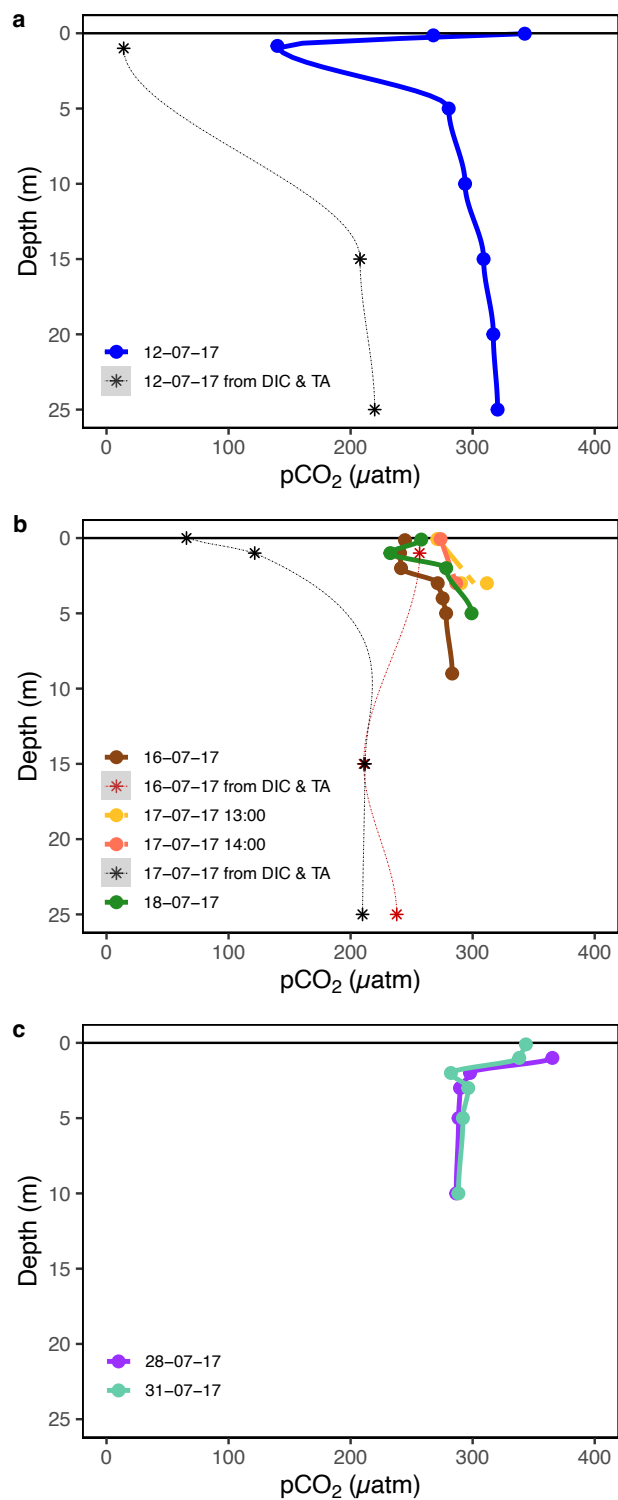 a
0
5
10
15
20
25
Depth (m)
12−07−17
12−07−17 from DIC & TA
0 100 200 300 400
pCO₂ (µatm)
b
0
5
10
15
20
25
Depth (m)
16−07−17
16−07−17 from DIC & TA
17−07−17 13:00
17−07−17 14:00
17−07−17 from DIC & TA
18−07−17
0 100 200 300 400
pCO₂ (µatm)
c
0
5
10
15
20
25
Depth (m)
28−07−17
31−07−17
0 100 200 300 400
pCO₂ (µatm)